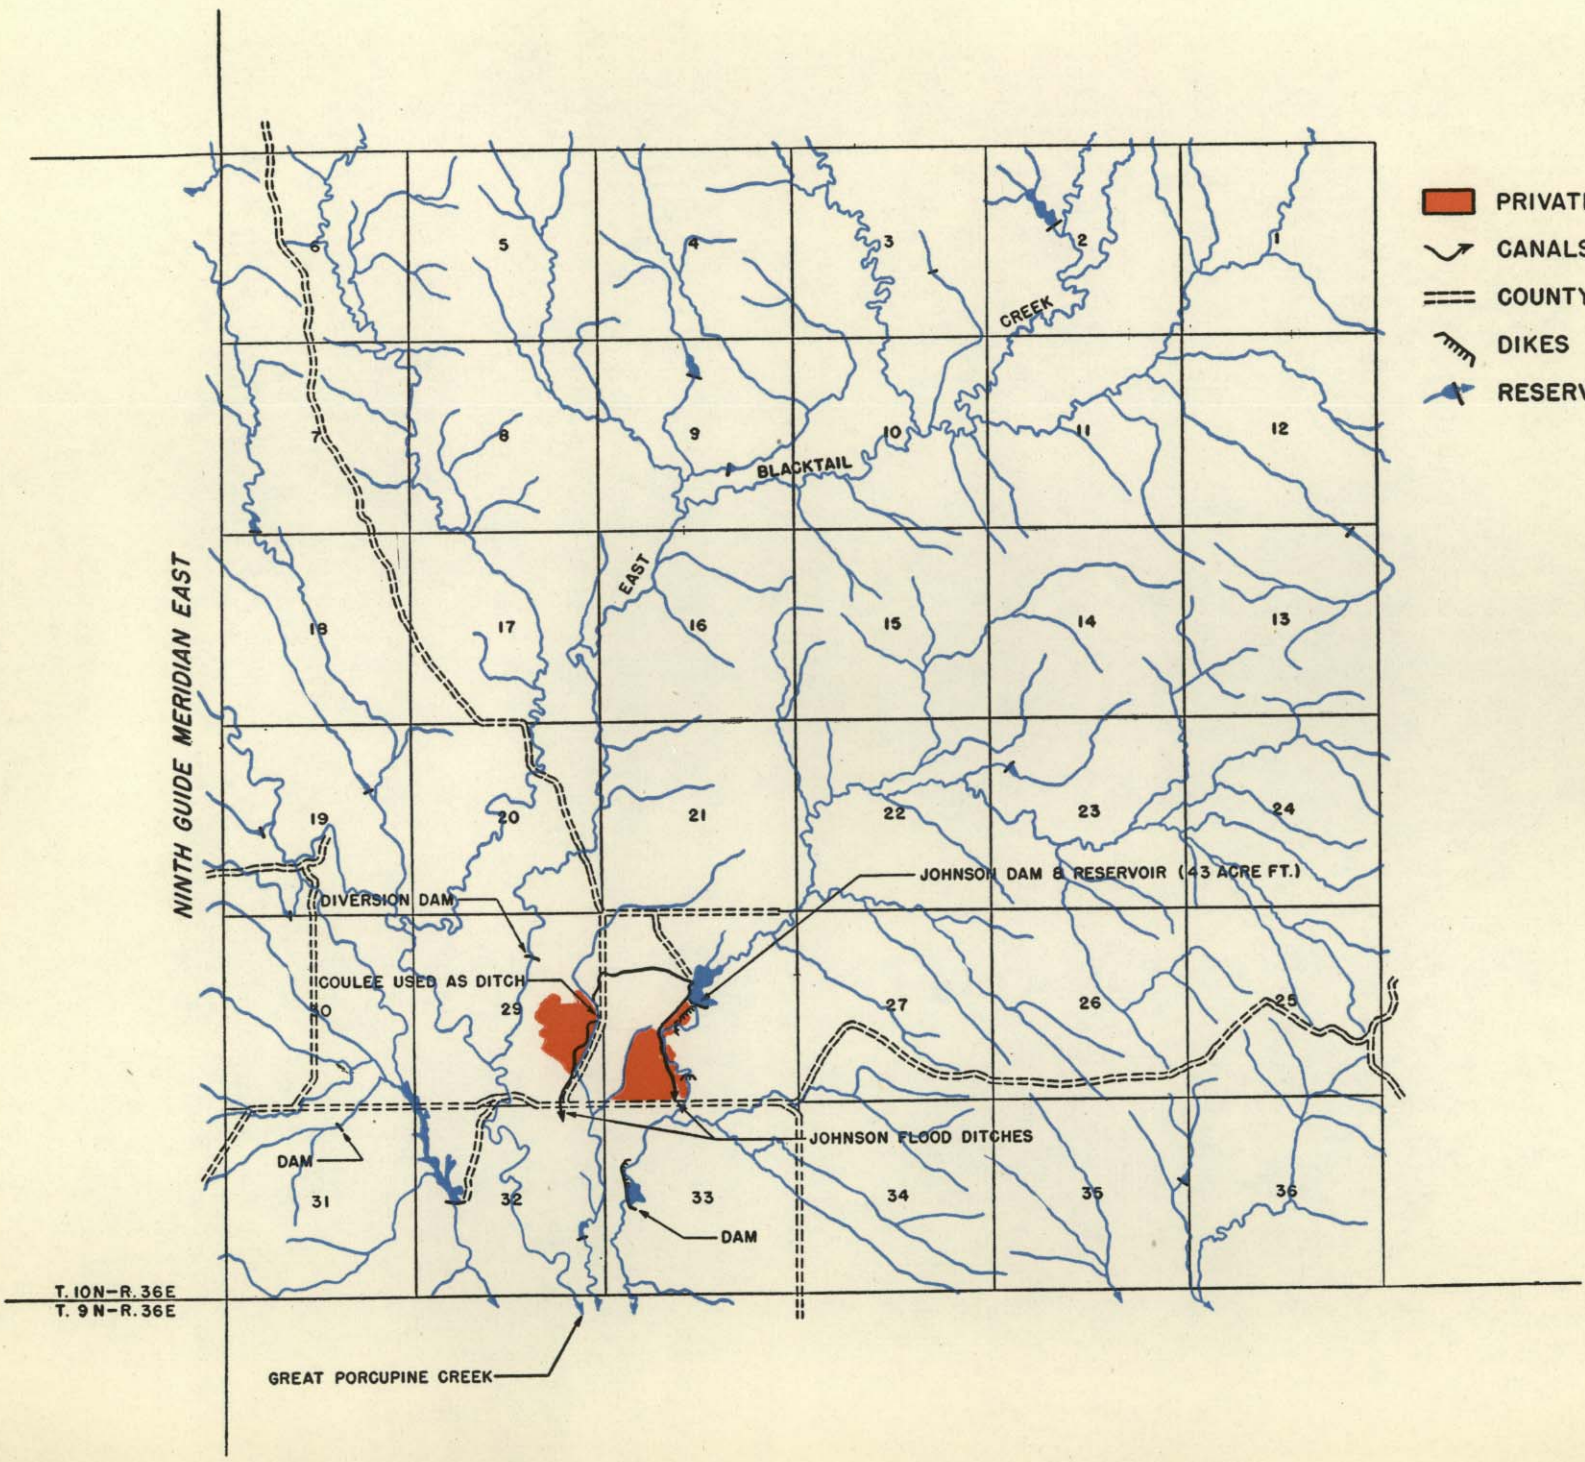 6
5
4
3
2
1
PRIVATE
CANALS
COUNTY
DIKES
RESERV
CREEK
7
8
9
10
11
12
BLACKTAIL
EAST
NINTH GUIDE MERIDIAN EAST
18
17
16
15
14
13
19
20
21
22
23
24
JOHNSON DAM & RESERVOIR (43 ACRE FT.)
DIVERSION DAM
COULEE USED AS DITCH
30
29
27
26
25
JOHNSON FLOOD DITCHES
DAM
31
32
33
34
35
36
DAM
T. 10N-R. 36E
T. 9N-R. 36E
GREAT PORCUPINE CREEK